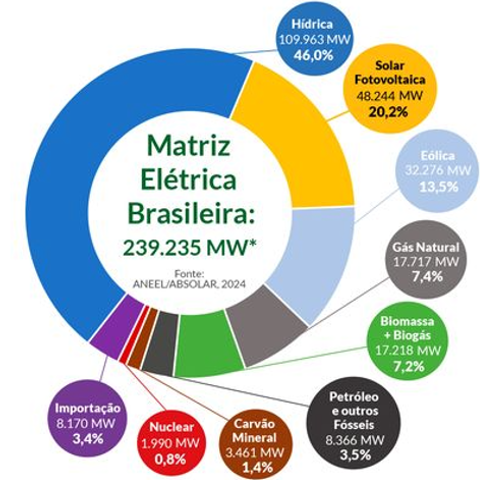 Hídrica
109.963 MW
46,0%
Solar
Fotovoltaica
48.244 MW
20,2%
Matriz
Elétrica
Brasileira:
239.235 MW*
Fonte:
ANEEL/ABSOLAR, 2024
Eólica
32.276 MW
13,5%
Gás Natural
17.717 MW
7,4%
Biomassa
+ Biogás
17.218 MW
7,2%
Petróleo
e outros
Fósseis
8.366 MW
3,5%
Carvão
Mineral
3.461 MW
1,4%
Nuclear
1.990 MW
0,8%
Importação
8.170 MW
3,4%